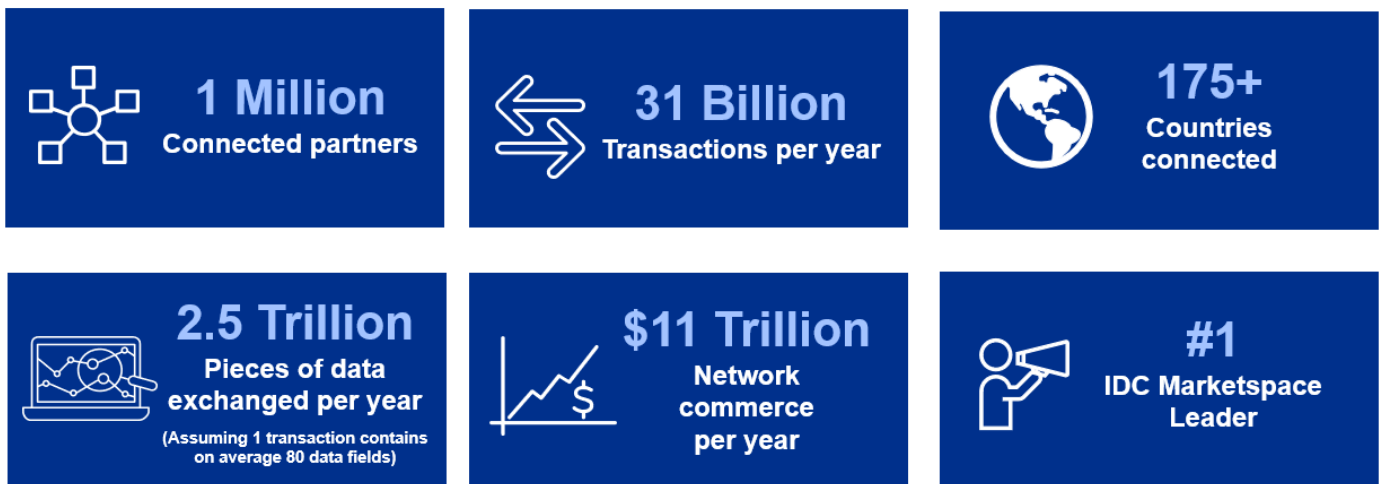 1 Million
Connected partners
31 Billion
Transactions per year
175+
Countries
connected
2.5 Trillion
Pieces of data
exchanged per year
(Assuming 1 transaction contains
on average 80 data fields)
$11 Trillion
Network
commerce
per year
$
#1
IDC Marketspace
Leader